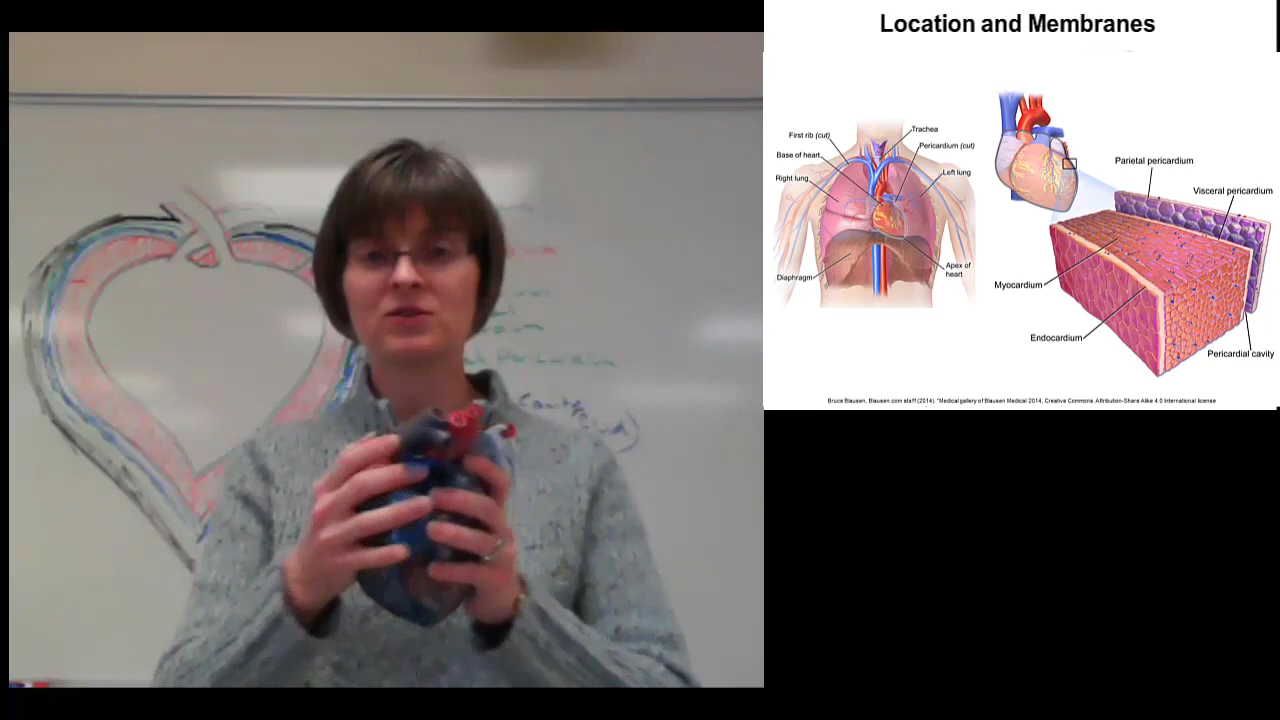 Location and Membranes
First rib (cut)
Trachea
Base of heart
Pericardium (cut)
Right lung
Left lung
Diaphragm
Apex of
heart
Parietal pericardium
Visceral pericardium
Myocardium
Endocardium
Pericardial cavity
Bruce Blausen, Blausen.com staff (2014). "Medical gallery of Blausen Medical 2014, Creative Commons Attribution-Share Alike 4.0 International license